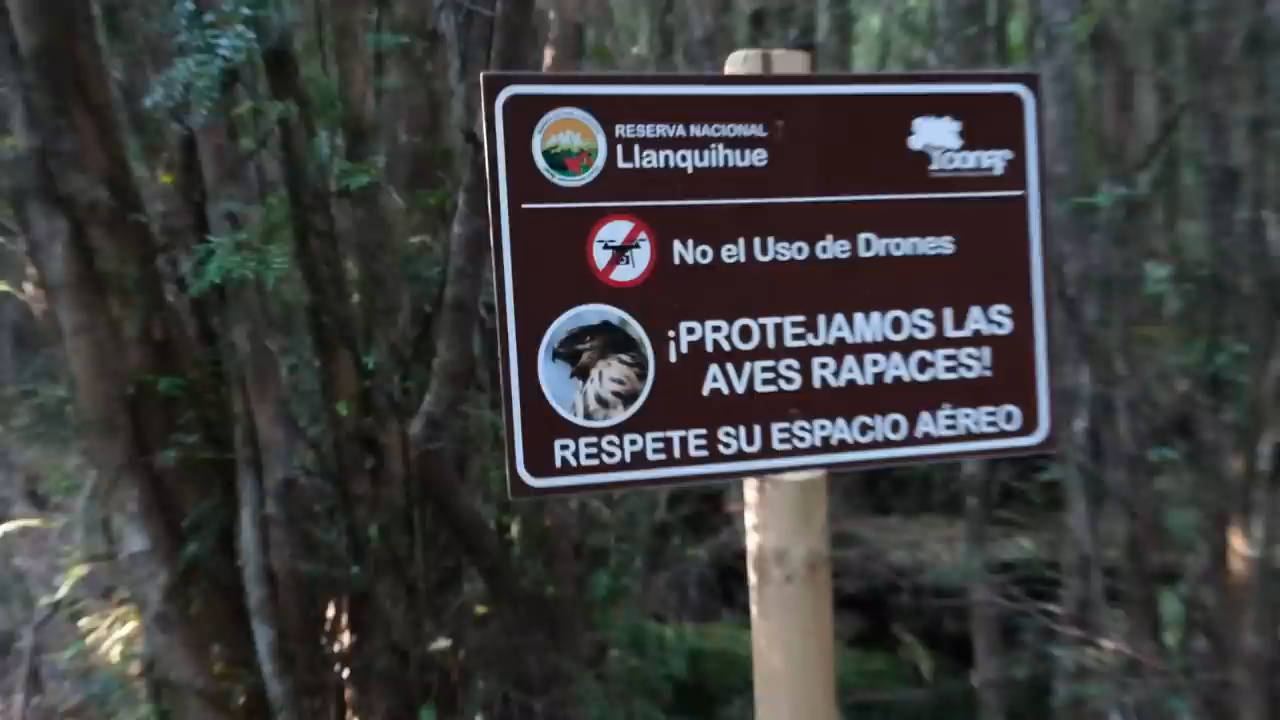 RESERVA NACIONAL
Llanquihue
No el Uso de Drones
¡PROTEJAMOS LAS
AVES RAPACES!
RESPETE SU ESPACIO AÉREO